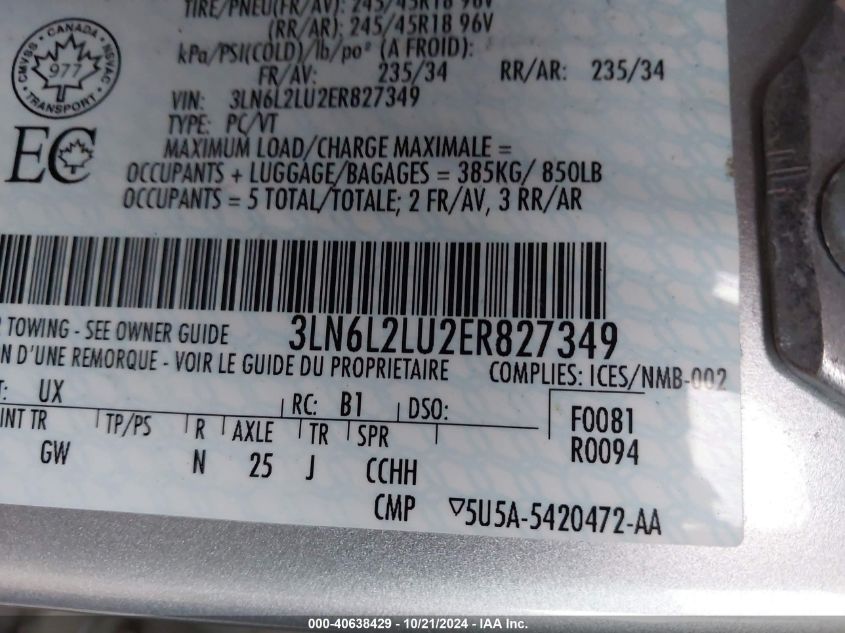 TIRE/PNEU(FR/AV): 245/45R18 96V
(RR/AR): 245/45R18 96V
kPa/PSI(COLD)/lb/po² (A FROID):
FR/AV: 235/34 RR/AR: 235/34
VIN: 3LN6L2LU2ER827349
TYPE: PC/VT
MAXIMUM LOAD/CHARGE MAXIMALE =
OCCUPANTS + LUGGAGE/BAGAGES = 385KG/ 850LB
OCCUPANTS = 5 TOTAL/TOTALE; 2 FR/AV, 3 RR/AR
CMVSS CANADA NSVAC
977
TRANSPORT
EC
TOWING - SEE OWNER GUIDE 3LN6L2LU2ER827349
N D'UNE REMORQUE - VOIR LE GUIDE DU PROPRIETAIRE COMPLIES: ICES/NMB-002
T: UX RC: B1 DSO:
INT TR TP/PS R AXLE TR SPR F0081
GW N 25 J CCHH R0094
CMP ▽5U5A-5420472-AA
000-40638429 - 10/21/2024 - IAA Inc.